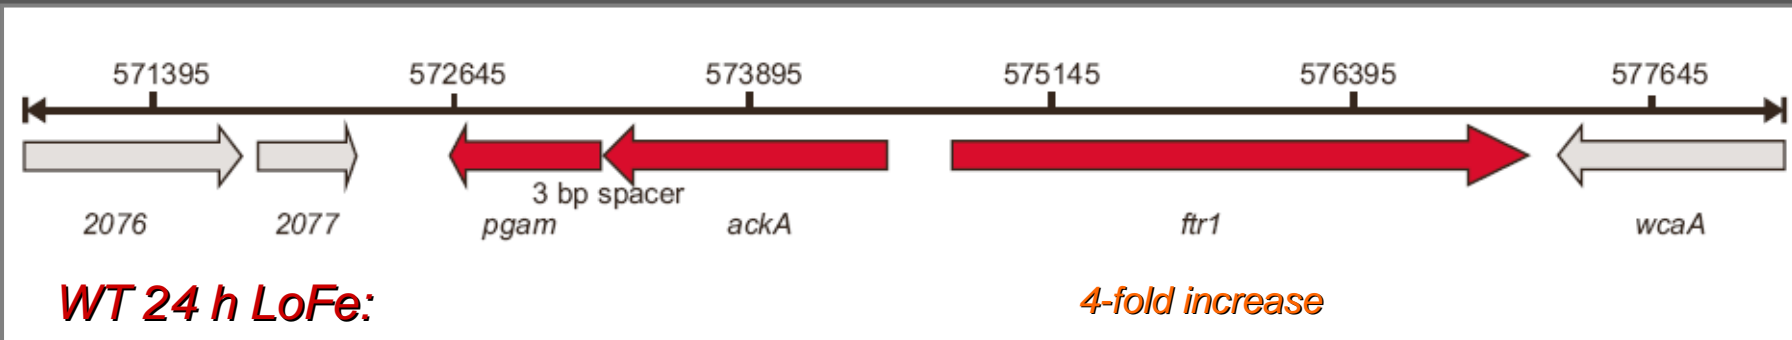 571395 572645 573895 575145 576395 577645
3 bp spacer
2076 2077 pgam ackA ftr1 wcaA
WT 24 h LoFe: 4-fold increase